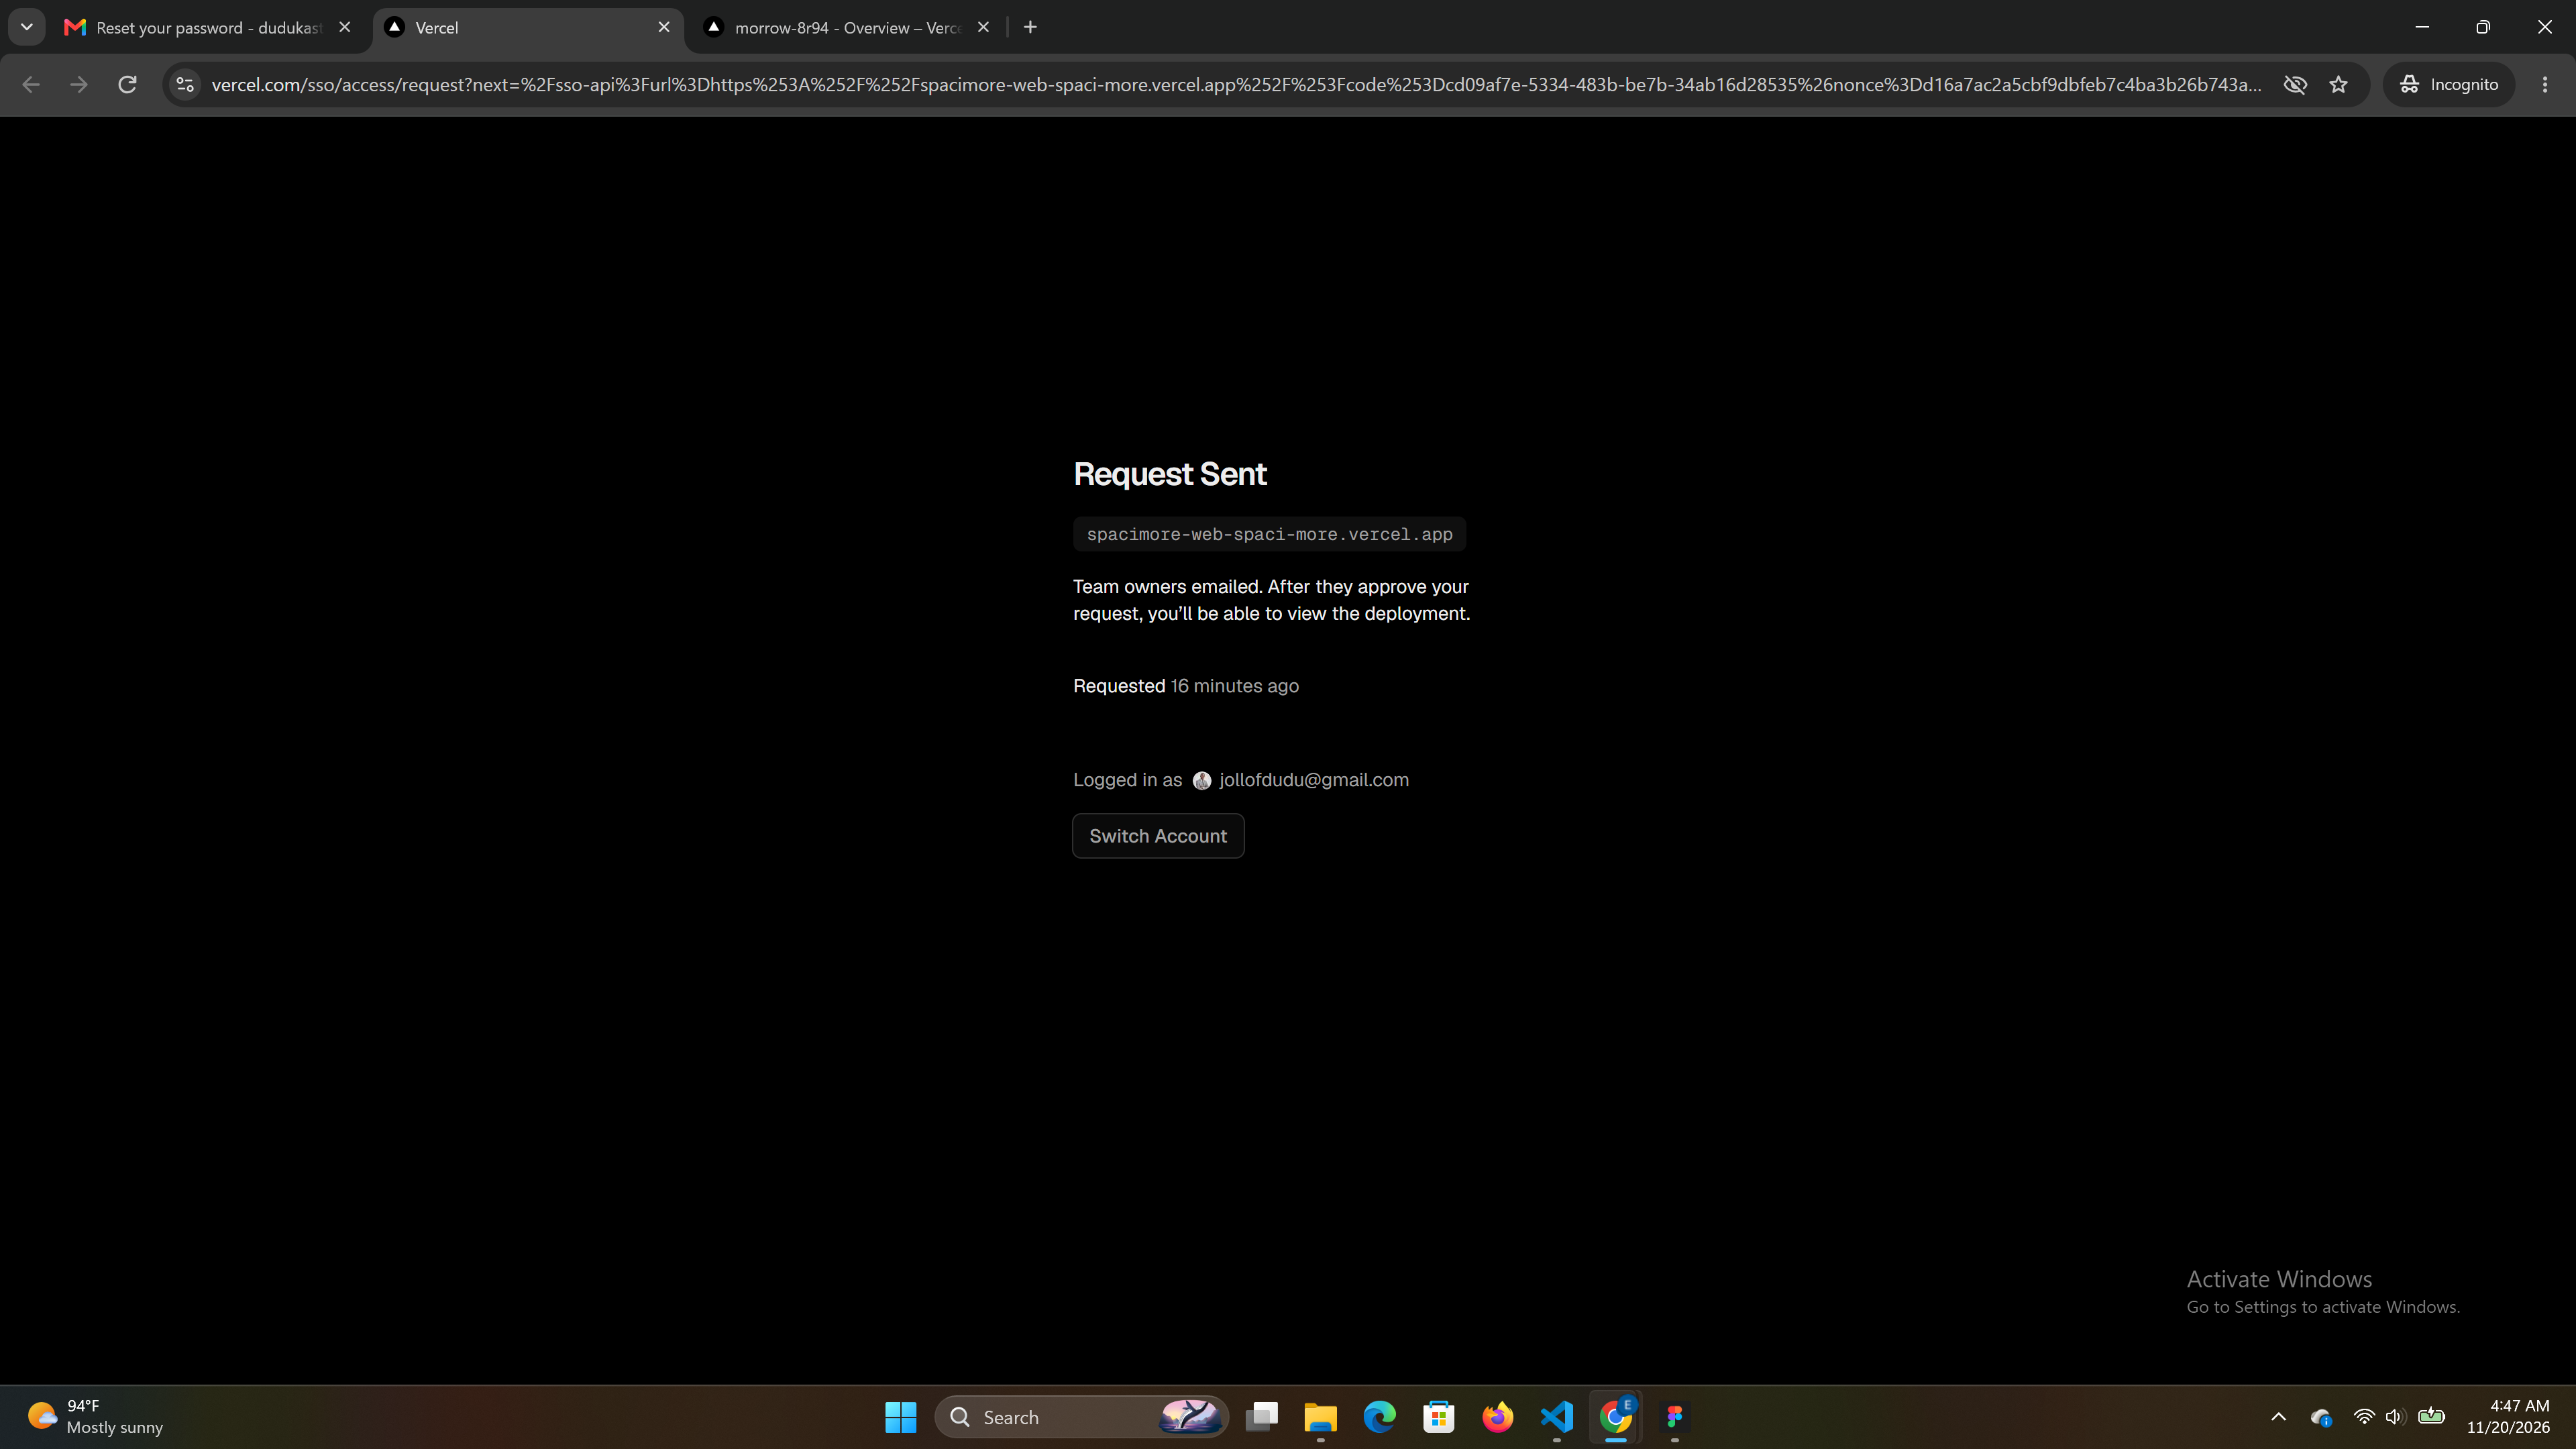 Reset your password - dudukast
Vercel
morrow-8r94 - Overview – Verce
vercel.com/sso/access/request?next=%2Fsso-api%3Furl%3Dhttps%253A%252F%252Fspacimore-web-spaci-more.vercel.app%252F%253Fcode%253Dcd09af7e-5334-483b-be7b-34ab16d28535%26nonce%3Dd16a7ac2a5cbf9dbfeb7c4ba3b26b743a...
Incognito
Request Sent
spacimore-web-spaci-more.vercel.app
Team owners emailed. After they approve your
request, you’ll be able to view the deployment.
Requested 16 minutes ago
Logged in as jollofdudu@gmail.com
Switch Account
Activate Windows
Go to Settings to activate Windows.
94°F
Mostly sunny
Search
E
4:47 AM
11/20/2026